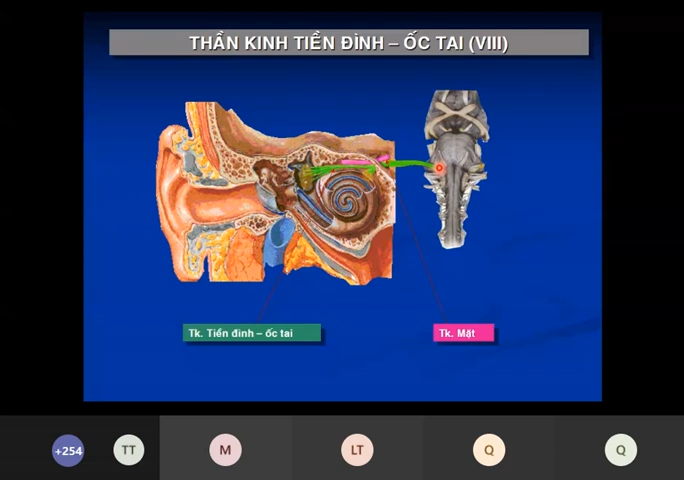 THẦN KINH TIỀN ĐÌNH – ỐC TAI (VIII)
Tk. Tiền đình – ốc tai
Tk. Mặt
+254
TT
M
LT
Q
Q